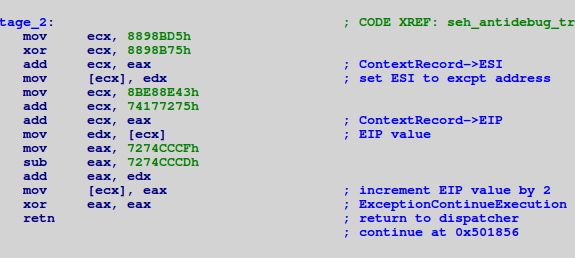 tage_2: ; CODE XREF: seh_antidebug_tr
mov ecx, 8898BD5h
xor ecx, 8898B75h
add ecx, eax ; ContextRecord->ESI
mov [ecx], edx ; set ESI to excpt address
mov ecx, 8BE88E43h
add ecx, 74177275h
add ecx, eax ; ContextRecord->EIP
mov edx, [ecx] ; EIP value
mov eax, 7274CCCFh
sub eax, 7274CCCDh
add eax, edx
mov [ecx], eax ; increment EIP value by 2
xor eax, eax ; ExceptionContinueExecution
retn ; return to dispatcher
; continue at 0x501856